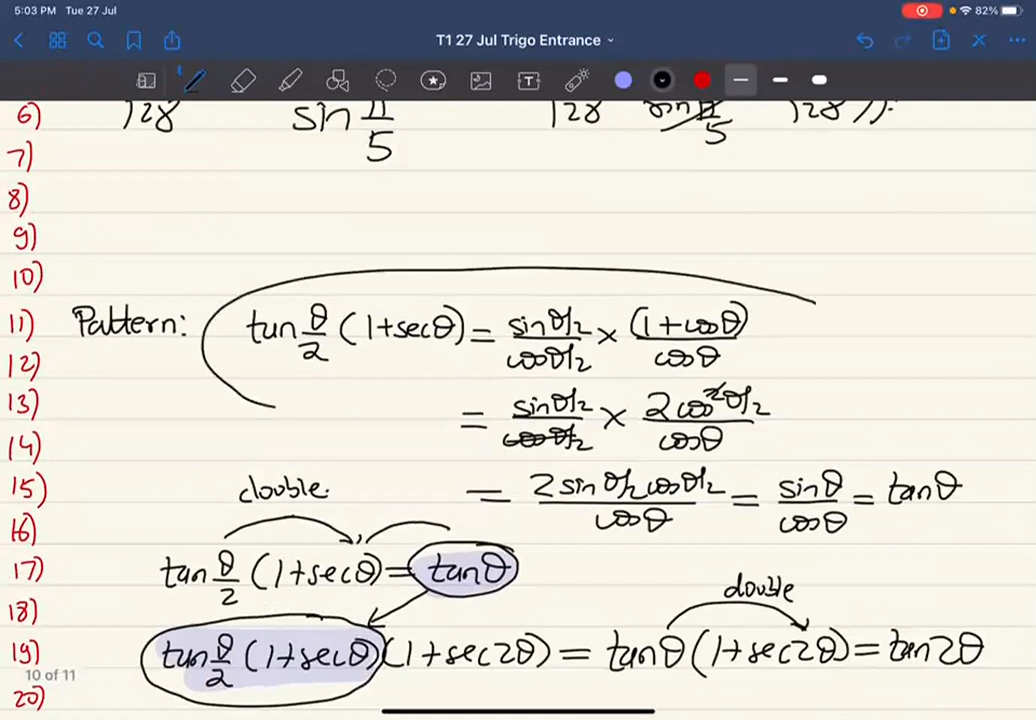 5:03 PM Tue 27 Jul 82%
T1 27 Jul Trigo Entrance
6) 128 sin π/5 128 sin π/5 128 //
7)
8)
9)
10)
11) Pattern: tan θ/2 (1+secθ) = sin θ/2 / cos θ/2 × (1+cosθ) / cosθ
12)
13) = sin θ/2 / cos θ/2 × 2cos² θ/2 / cosθ
14)
15) double = 2 sin θ/2 cos θ/2 / cosθ = sinθ / cosθ = tanθ
16)
17) tan θ/2 (1+secθ) = tanθ
18) double
19) tan θ/2 (1+secθ)(1+sec2θ) = tanθ(1+sec2θ) = tan2θ
10 of 11
20)